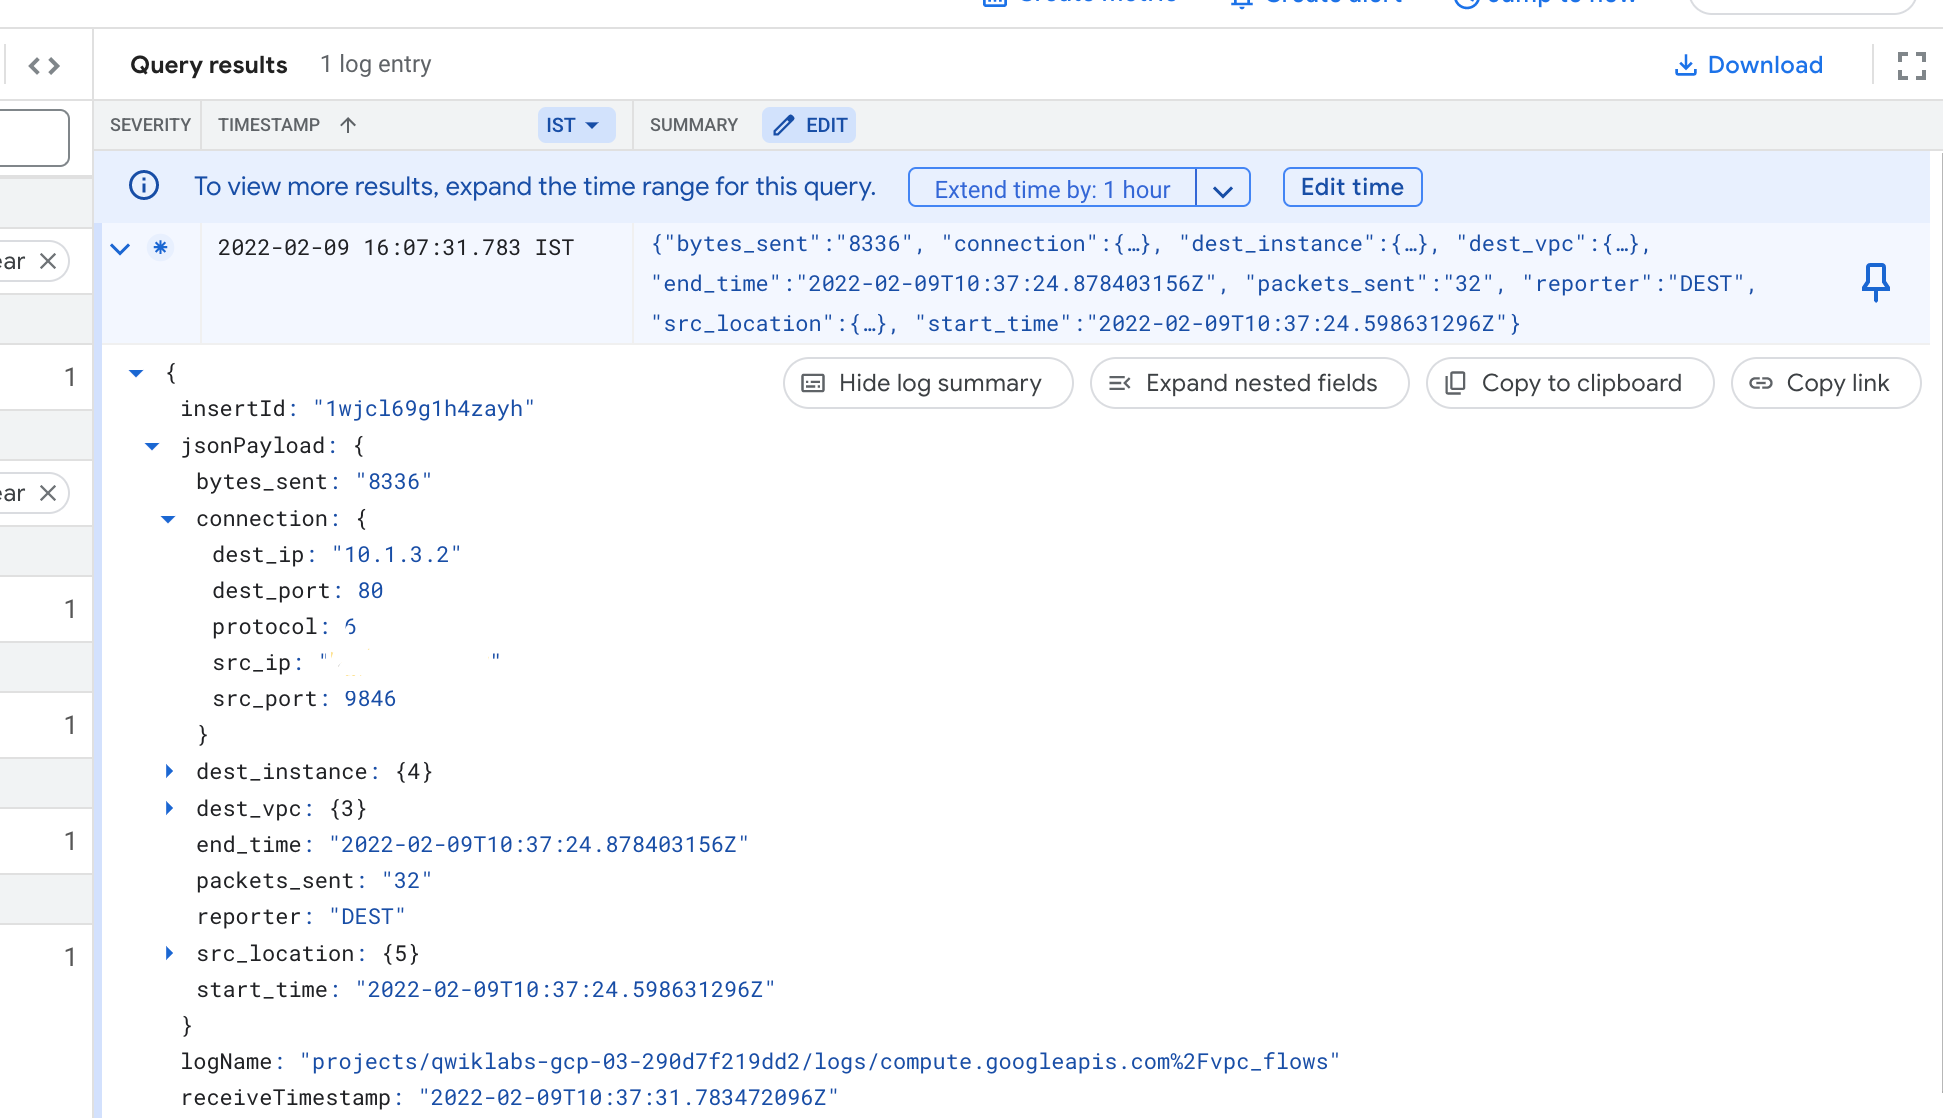 Create metric
Create alert
Jump to now
Query results
1 log entry
Download
SEVERITY
TIMESTAMP
IST
SUMMARY
EDIT
To view more results, expand the time range for this query.
Extend time by: 1 hour
Edit time
ear
ear
1
1
1
1
1
2022-02-09 16:07:31.783 IST
{"bytes_sent":"8336", "connection":{…}, "dest_instance":{…}, "dest_vpc":{…},
"end_time":"2022-02-09T10:37:24.878403156Z", "packets_sent":"32", "reporter":"DEST",
"src_location":{…}, "start_time":"2022-02-09T10:37:24.598631296Z"}
{
Hide log summary
Expand nested fields
Copy to clipboard
Copy link
insertId: "1wjcl69g1h4zayh"
jsonPayload: {
bytes_sent: "8336"
connection: {
dest_ip: "10.1.3.2"
dest_port: 80
protocol: 6
src_ip: " "
src_port: 9846
}
dest_instance: {4}
dest_vpc: {3}
end_time: "2022-02-09T10:37:24.878403156Z"
packets_sent: "32"
reporter: "DEST"
src_location: {5}
start_time: "2022-02-09T10:37:24.598631296Z"
}
logName: "projects/qwiklabs-gcp-03-290d7f219dd2/logs/compute.googleapis.com%2Fvpc_flows"
receiveTimestamp: "2022-02-09T10:37:31.783472096Z"